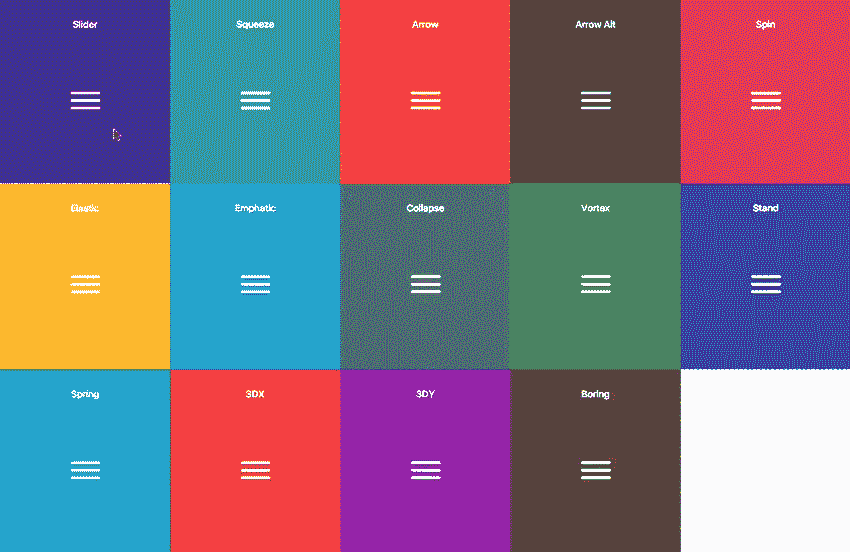 Slider
Squeeze
Arrow
Arrow Alt
Spin
Elastic
Emphatic
Collapse
Vortex
Stand
Spring
3DX
3DY
Boring